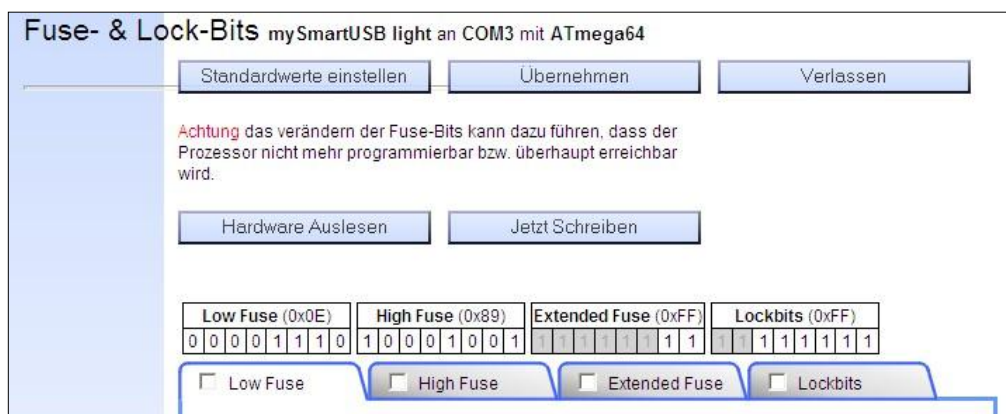 Fuse- & Lock-Bits mySmartUSB light an COM3 mit ATmega64
Standardwerte einstellen Übernehmen Verlassen
Achtung das verändern der Fuse-Bits kann dazu führen, dass der
Prozessor nicht mehr programmierbar bzw. überhaupt erreichbar
wird.
Hardware Auslesen Jetzt Schreiben
Low Fuse (0x0E) High Fuse (0x89) Extended Fuse (0xFF) Lockbits (0xFF)
0 0 0 0 1 1 1 0 1 0 0 0 1 0 0 1 1 1 1 1 1 1 1 1 1 1 1 1 1 1 1 1
Low Fuse High Fuse Extended Fuse Lockbits